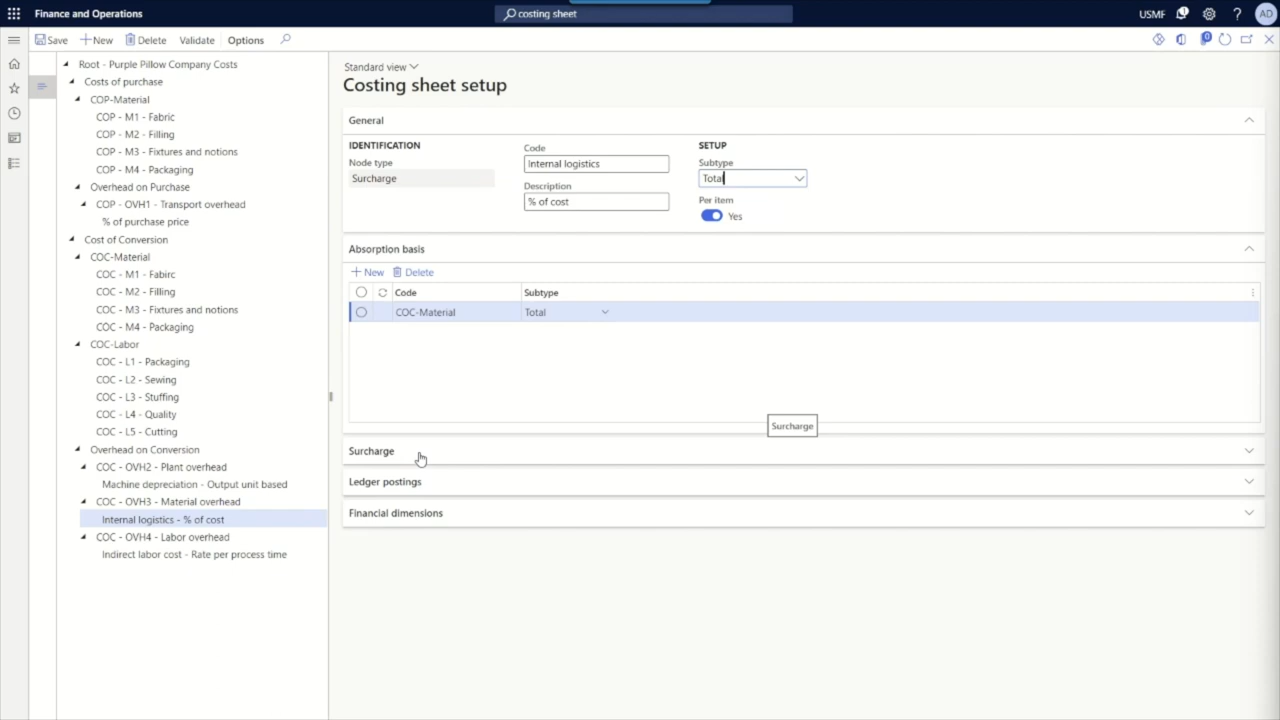 Finance and Operations
costing sheet
USMF
AD
Save
New
Delete
Validate
Options
0
Root - Purple Pillow Company Costs
Costs of purchase
COP-Material
COP - M1 - Fabric
COP - M2 - Filling
COP - M3 - Fixtures and notions
COP - M4 - Packaging
Overhead on Purchase
COP - OVH1 - Transport overhead
% of purchase price
Cost of Conversion
COC-Material
COC - M1 - Fabirc
COC - M2 - Filling
COC - M3 - Fixtures and notions
COC - M4 - Packaging
COC-Labor
COC - L1 - Packaging
COC - L2 - Sewing
COC - L3 - Stuffing
COC - L4 - Quality
COC - L5 - Cutting
Overhead on Conversion
COC - OVH2 - Plant overhead
Machine depreciation - Output unit based
COC - OVH3 - Material overhead
Internal logistics - % of cost
COC - OVH4 - Labor overhead
Indirect labor cost - Rate per process time
Standard view
Costing sheet setup
General
IDENTIFICATION
Node type
Surcharge
Code
Internal logistics
Description
% of cost
SETUP
Subtype
Total
Per item
Yes
Absorption basis
New
Delete
Code
Subtype
COC-Material
Total
Surcharge
Surcharge
Ledger postings
Financial dimensions